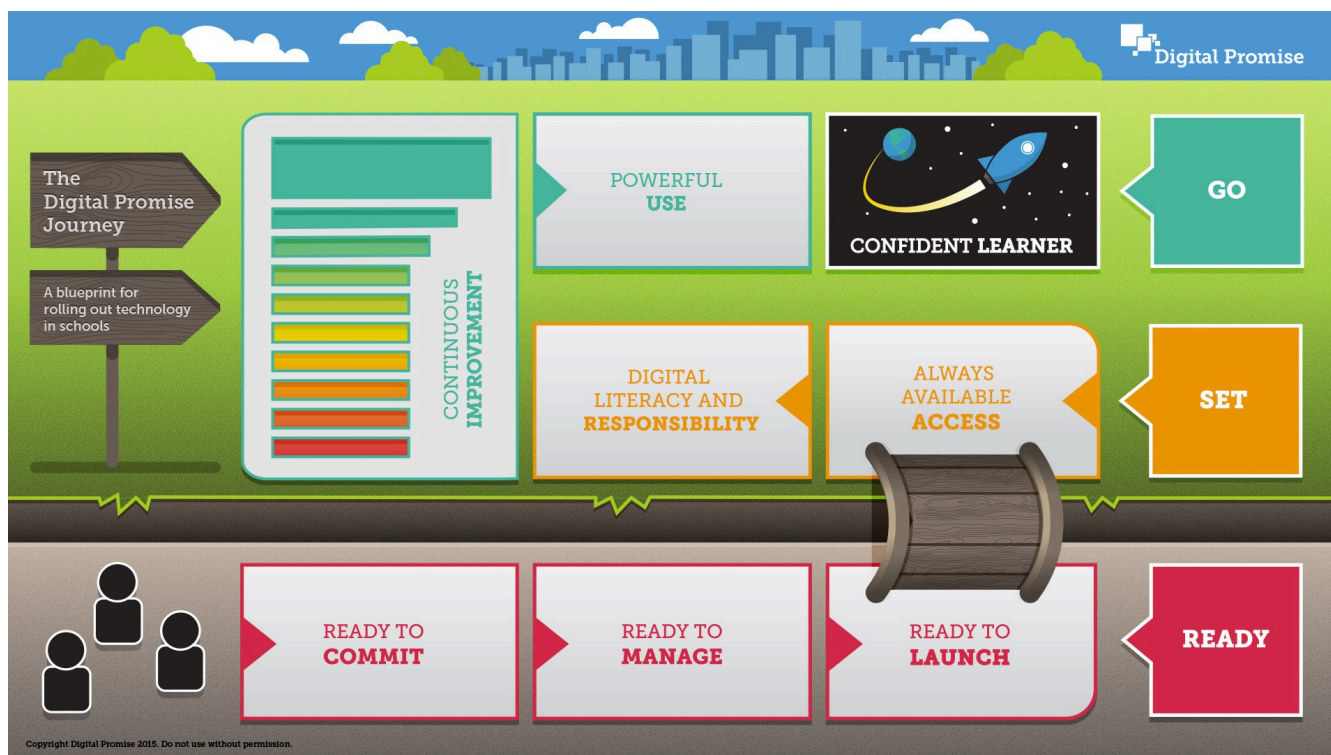 Digital Promise
The
Digital Promise
Journey
A blueprint for
rolling out technology
in schools
CONTINUOUS
IMPROVEMENT
POWERFUL
USE
CONFIDENT LEARNER
GO
DIGITAL
LITERACY AND
RESPONSIBILITY
ALWAYS
AVAILABLE
ACCESS
SET
READY TO
COMMIT
READY TO
MANAGE
READY TO
LAUNCH
READY
Copyright Digital Promise 2015. Do not use without permission.